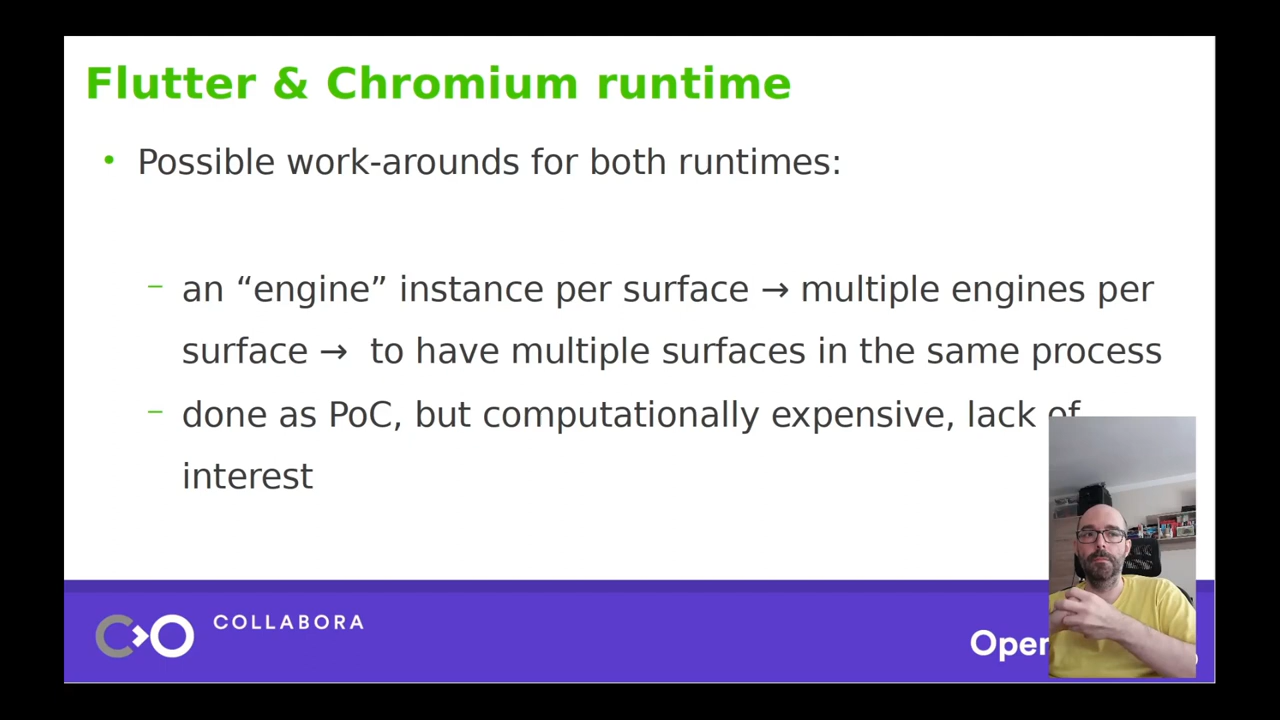 Flutter & Chromium runtime
• Possible work-arounds for both runtimes:
– an “engine” instance per surface → multiple engines per
surface → to have multiple surfaces in the same process
– done as PoC, but computationally expensive, lack of
interest
COLLABORA